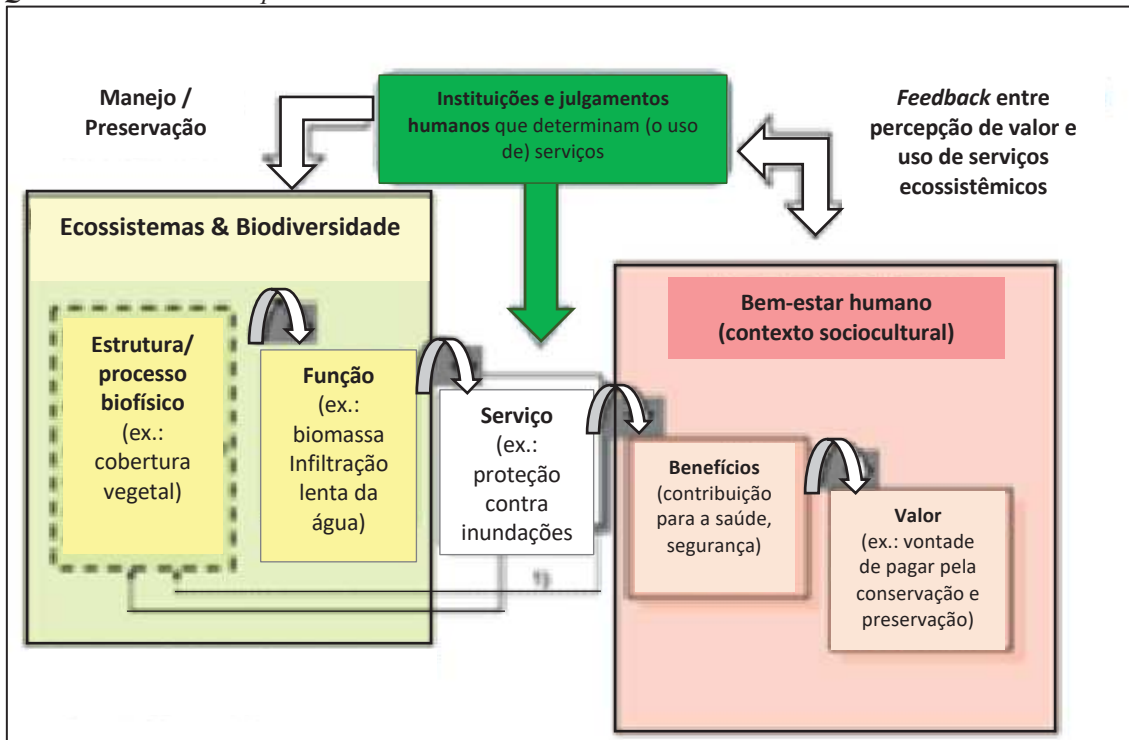 Manejo /
Preservação
Instituições e julgamentos
humanos que determinam (o uso
de) serviços
Feedback entre
percepção de valor e
uso de serviços
ecossistêmicos
Ecossistemas & Biodiversidade
Estrutura/
processo
biofísico
(ex.:
cobertura
vegetal)
Função
(ex.:
biomassa
Infiltração
lenta da
água)
Serviço
(ex.:
proteção
contra
inundações
Bem-estar humano
(contexto sociocultural)
Benefícios
(contribuição
para a saúde,
segurança)
Valor
(ex.: vontade
de pagar pela
conservação e
preservação)
1)